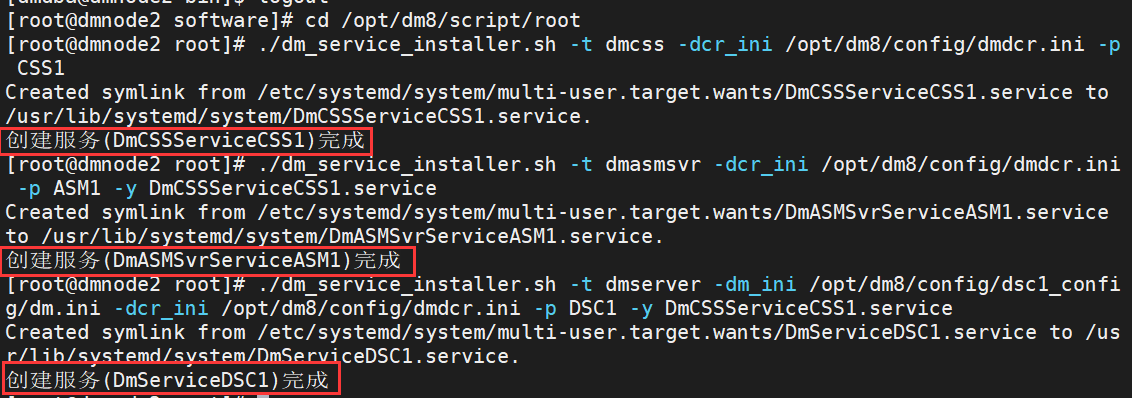 [root@dmnode2 software]# cd /opt/dm8/script/root
[root@dmnode2 root]# ./dm_service_installer.sh -t dmcss -dcr_ini /opt/dm8/config/dmdcr.ini -p
CSS1
Created symlink from /etc/systemd/system/multi-user.target.wants/DmCSSServiceCSS1.service to
/usr/lib/systemd/system/DmCSSServiceCSS1.service.
创建服务(DmCSSServiceCSS1)完成
[root@dmnode2 root]# ./dm_service_installer.sh -t dmasmsvr -dcr_ini /opt/dm8/config/dmdcr.ini
-p ASM1 -y DmCSSServiceCSS1.service
Created symlink from /etc/systemd/system/multi-user.target.wants/DmASMSvrServiceASM1.service
to /usr/lib/systemd/system/DmASMSvrServiceASM1.service.
创建服务(DmASMSvrServiceASM1)完成
[root@dmnode2 root]# ./dm_service_installer.sh -t dmserver -dm_ini /opt/dm8/config/dsc1_confi
g/dm.ini -dcr_ini /opt/dm8/config/dmdcr.ini -p DSC1 -y DmCSSServiceCSS1.service
Created symlink from /etc/systemd/system/multi-user.target.wants/DmServiceDSC1.service to /us
r/lib/systemd/system/DmServiceDSC1.service.
创建服务(DmServiceDSC1)完成